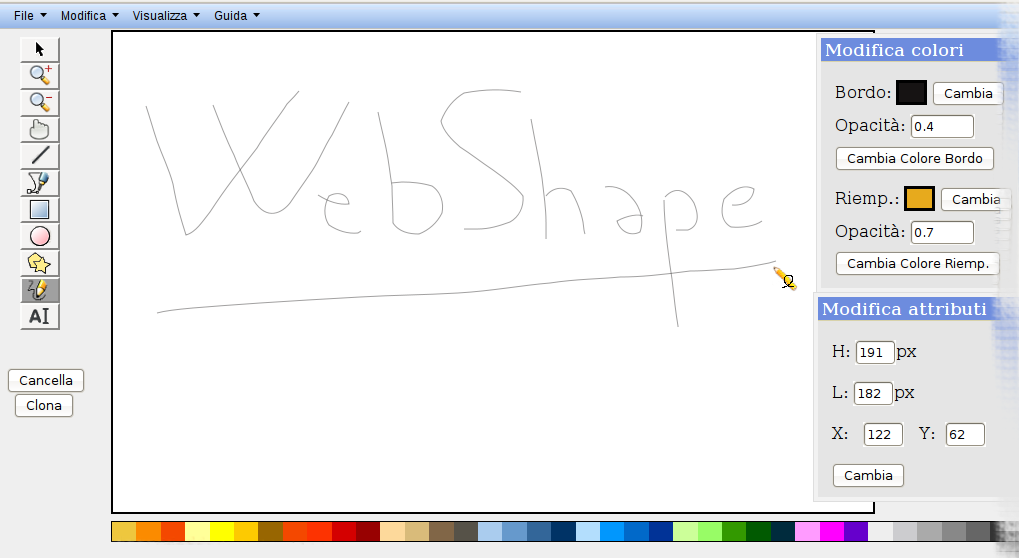 File Modifica Visualizza Guida
WebShape
AI
Cancella
Clona
Modifica colori
Bordo: Cambia
Opacità: 0.4
Cambia Colore Bordo
Riemp.: Cambia
Opacità: 0.7
Cambia Colore Riemp.
Modifica attributi
H: 191 px
L: 182 px
X: 122 Y: 62
Cambia